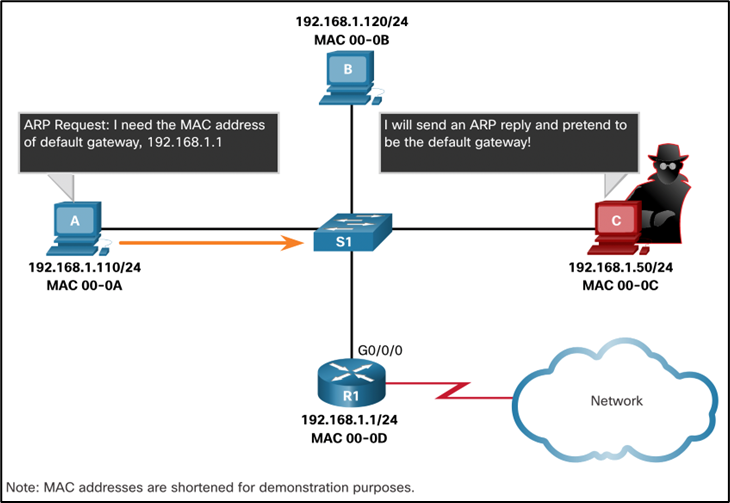 192.168.1.120/24
MAC 00-0B
B
ARP Request: I need the MAC address
of default gateway, 192.168.1.1
I will send an ARP reply and pretend to
be the default gateway!
A
C
S1
192.168.1.110/24
MAC 00-0A
192.168.1.50/24
MAC 00-0C
G0/0/0
R1
192.168.1.1/24
MAC 00-0D
Network
Note: MAC addresses are shortened for demonstration purposes.